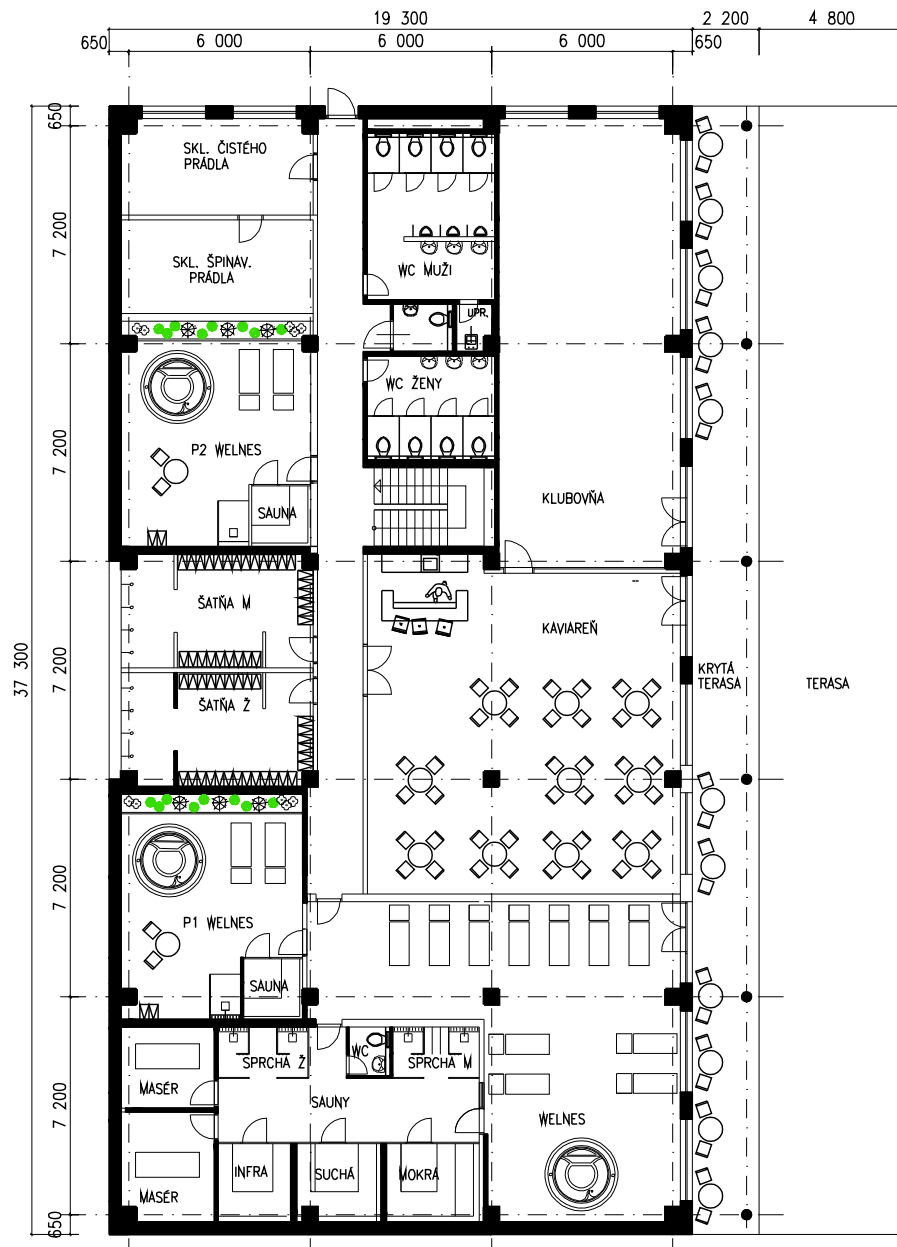 19 300
2 200
4 800
650
6 000
6 000
6 000
650
650
SKL. ČISTÉHO
PRÁDLA
7 200
SKL. ŠPINAV.
PRÁDLA
WC MUŽI
UPR.
WC ŽENY
7 200
P2 WELNES
SAUNA
KLUBOVŇA
ŠATŇA M
KAVIAREŇ
37 300
7 200
KRYTÁ
TERASA
TERASA
ŠATŇA Ž
7 200
P1 WELNES
SAUNA
WC
SPRCHA Ž
SPRCHA M
MASÉR
SAUNY
7 200
WELNES
INFRA
SUCHÁ
MOKRÁ
MASÉR
650